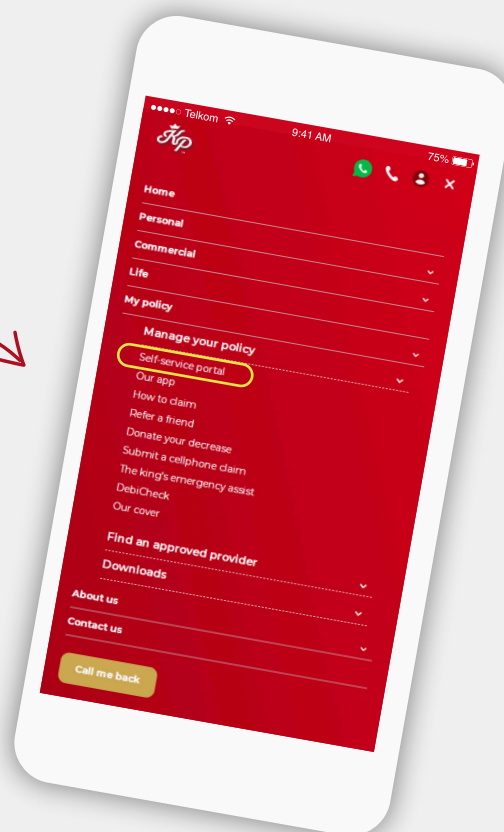 Telkom 9:41 AM 75%
KP
Home
Personal
Commercial
Life
My policy
Manage your policy
Self-service portal
Our app
How to claim
Refer a friend
Donate your decrease
Submit a cellphone claim
The king's emergency assist
DebiCheck
Our cover
Find an approved provider
Downloads
About us
Contact us
Call me back